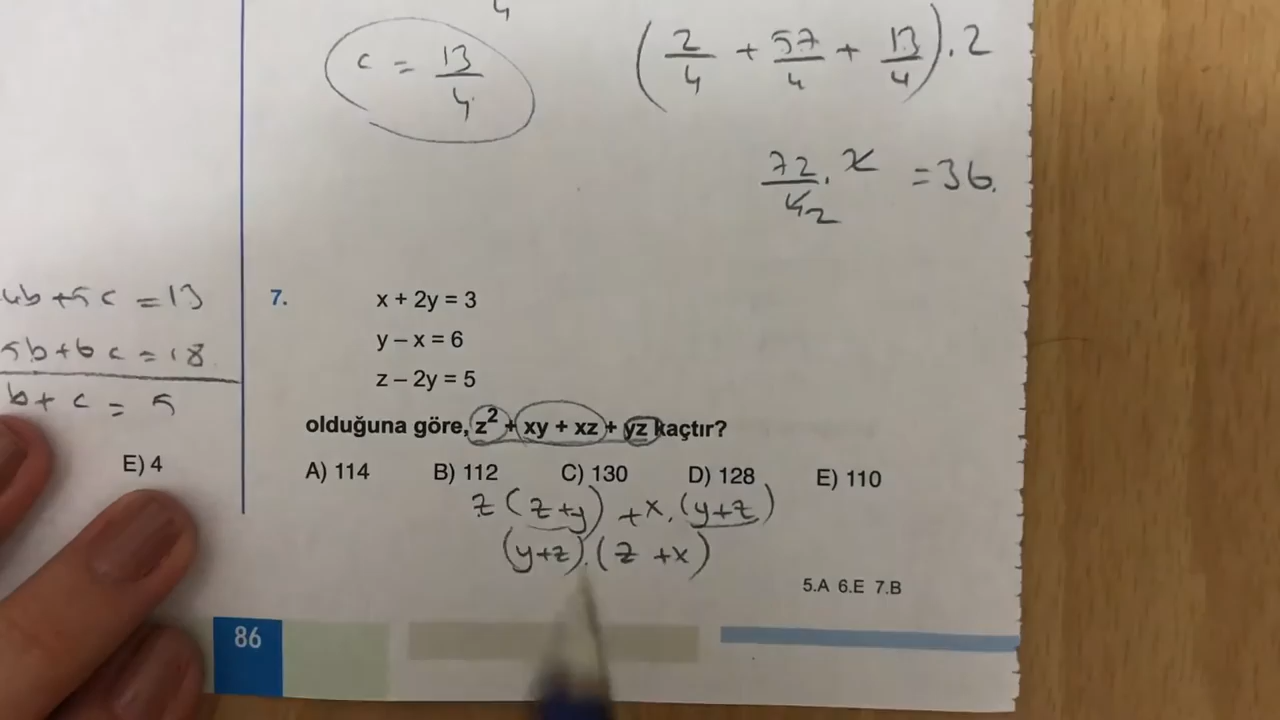 c = 13/4
(2/4 + 57/4 + 13/4) . 2
72/42 . 2 = 36.
4b+5c = 13
5b+6c = 18
b + c = 5
E) 4
7.
x + 2y = 3
y – x = 6
z – 2y = 5
olduğuna göre, z² + xy + xz + yz kaçtır?
A) 114 B) 112 C) 130 D) 128 E) 110
z (z+y) + x. (y+z)
(y+z) . (z + x)
5.A 6.E 7.B
86